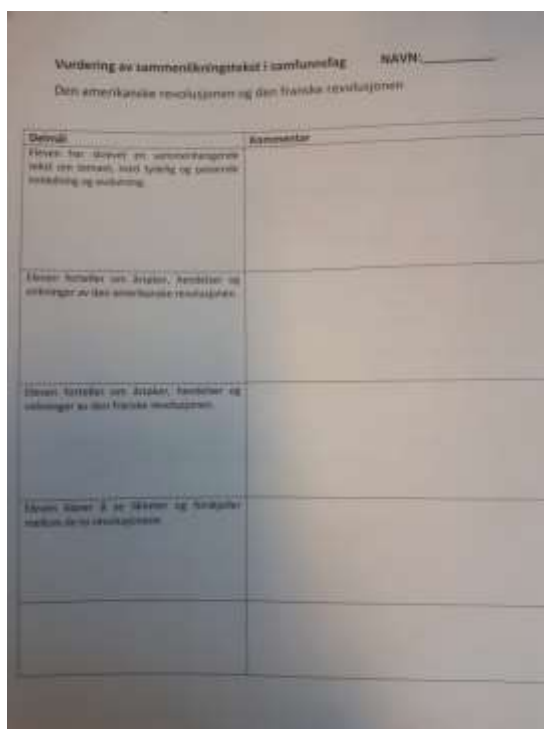 Vurdering av sammenlikningstekst i samfunnsfag NAVN:
Den amerikanske revolusjonen og den franske revolusjonen
Delmål Kommentar
Eleven har skrevet en sammenhengende
tekst om temaet, med tydelig og passende
innledning og avslutning.
Eleven forteller om årsaker, hendelser og
virkninger av den amerikanske revolusjonen.
Eleven forteller om årsaker, hendelser og
virkninger av den franske revolusjonen.
Eleven klarer å se likheter og forskjeller
mellom de to revolusjonene.